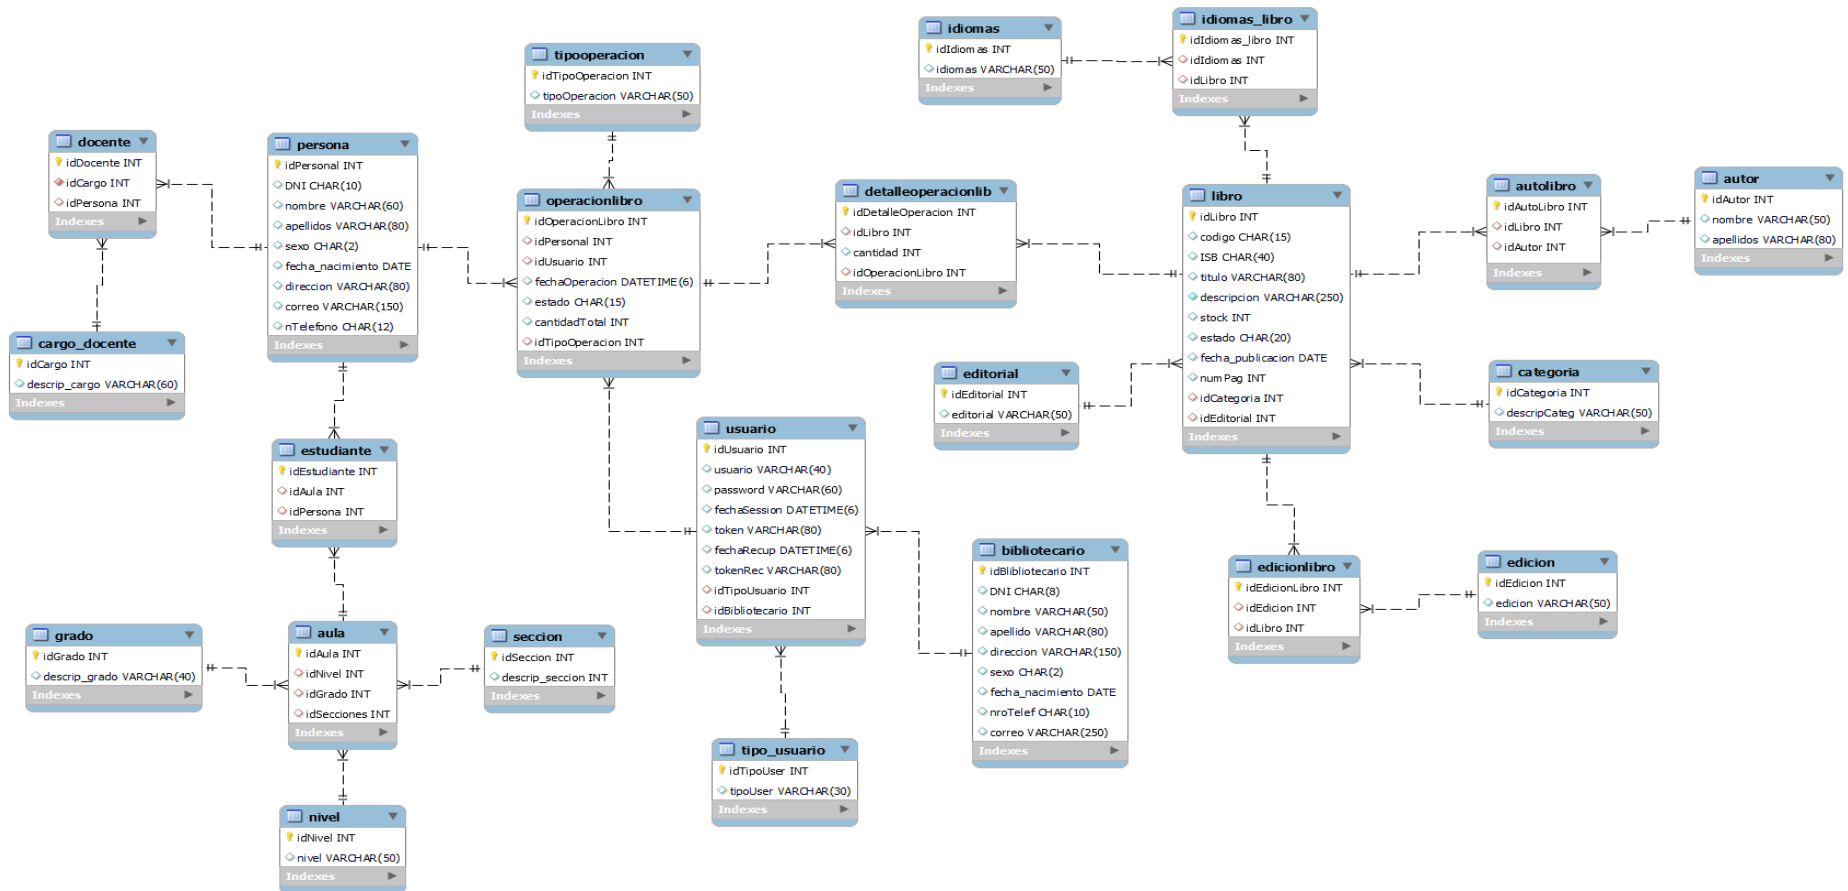 idiomas
idIdiomas INT
idiomas VARCHAR(50)
Indexes
idiomas_libro
idIdiomas_libro INT
idIdiomas INT
idLibro INT
Indexes
tipooperacion
idTipoOperacion INT
tipoOperacion VARCHAR(50)
Indexes
docente
idDocente INT
idCargo INT
idPersona INT
Indexes
persona
idPersonal INT
DNI CHAR(10)
nombre VARCHAR(60)
apellidos VARCHAR(80)
sexo CHAR(2)
fecha_nacimiento DATE
direccion VARCHAR(80)
correo VARCHAR(150)
nTelefono CHAR(12)
Indexes
operacionlibro
idOperacionLibro INT
idPersonal INT
idUsuario INT
fechaOperacion DATETIME(6)
estado CHAR(15)
cantidadTotal INT
idTipoOperacion INT
Indexes
detalleoperacionlib
idDetalleOperacion INT
idLibro INT
cantidad INT
idOperacionLibro INT
Indexes
libro
idLibro INT
codigo CHAR(15)
ISB CHAR(40)
titulo VARCHAR(80)
descripcion VARCHAR(250)
stock INT
estado CHAR(20)
fecha_publicacion DATE
numPag INT
idCategoria INT
idEditorial INT
Indexes
autolibro
idAutoLibro INT
idLibro INT
idAutor INT
Indexes
autor
idAutor INT
nombre VARCHAR(50)
apellidos VARCHAR(80)
Indexes
cargo_docente
idCargo INT
descrip_cargo VARCHAR(60)
Indexes
editorial
idEditorial INT
editorial VARCHAR(50)
Indexes
categoria
idCategoria INT
descripCateg VARCHAR(50)
Indexes
estudiante
idEstudiante INT
idAula INT
idPersona INT
Indexes
usuario
idUsuario INT
usuario VARCHAR(40)
password VARCHAR(60)
fechaSession DATETIME(6)
token VARCHAR(80)
fechaRecup DATETIME(6)
tokenRec VARCHAR(80)
idTipoUsuario INT
idBibliotecario INT
Indexes
bibliotecario
idBlibliotecario INT
DNI CHAR(8)
nombre VARCHAR(50)
apellido VARCHAR(80)
direccion VARCHAR(150)
sexo CHAR(2)
fecha_nacimiento DATE
nroTelef CHAR(10)
correo VARCHAR(250)
Indexes
edicionlibro
idEdicionLibro INT
idEdicion INT
idLibro INT
Indexes
edicion
idEdicion INT
edicion VARCHAR(50)
Indexes
grado
idGrado INT
descrip_grado VARCHAR(40)
Indexes
aula
idAula INT
idNivel INT
idGrado INT
idSecciones INT
Indexes
seccion
idSeccion INT
descrip_seccion INT
Indexes
tipo_usuario
idTipoUser INT
tipoUser VARCHAR(30)
Indexes
nivel
idNivel INT
nivel VARCHAR(50)
Indexes